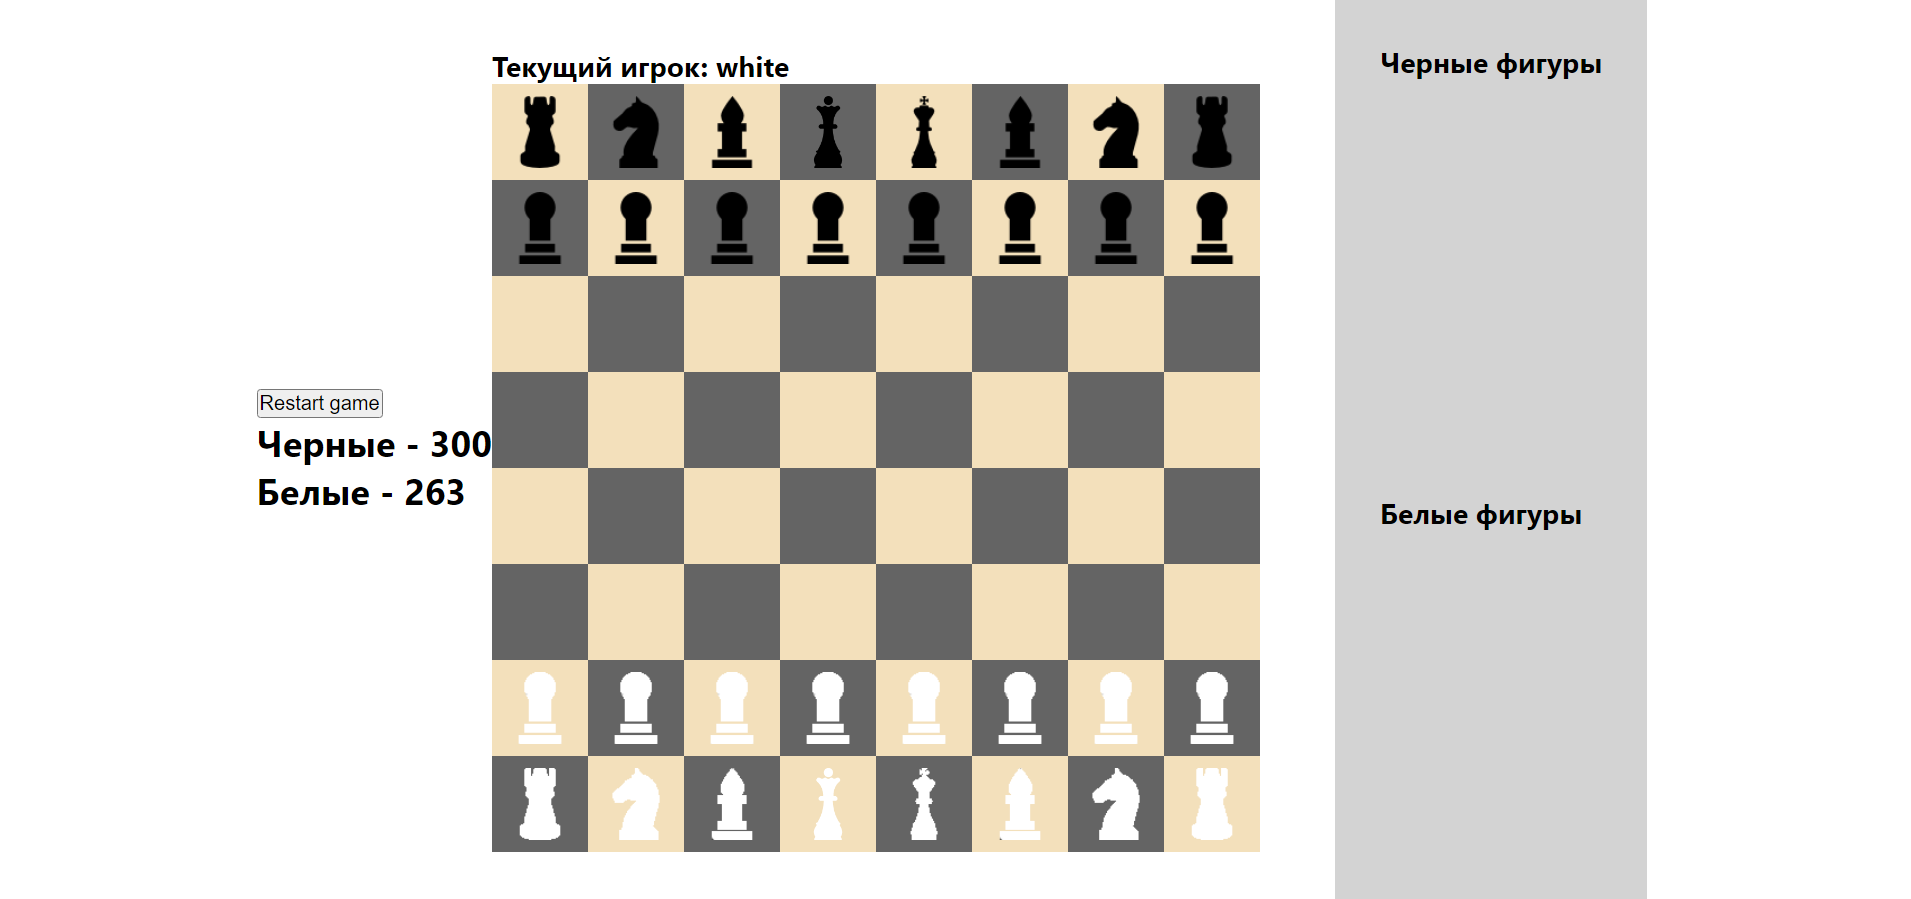 Текущий игрок: white
Restart game
Черные - 300
Белые - 263
Черные фигуры
Белые фигуры